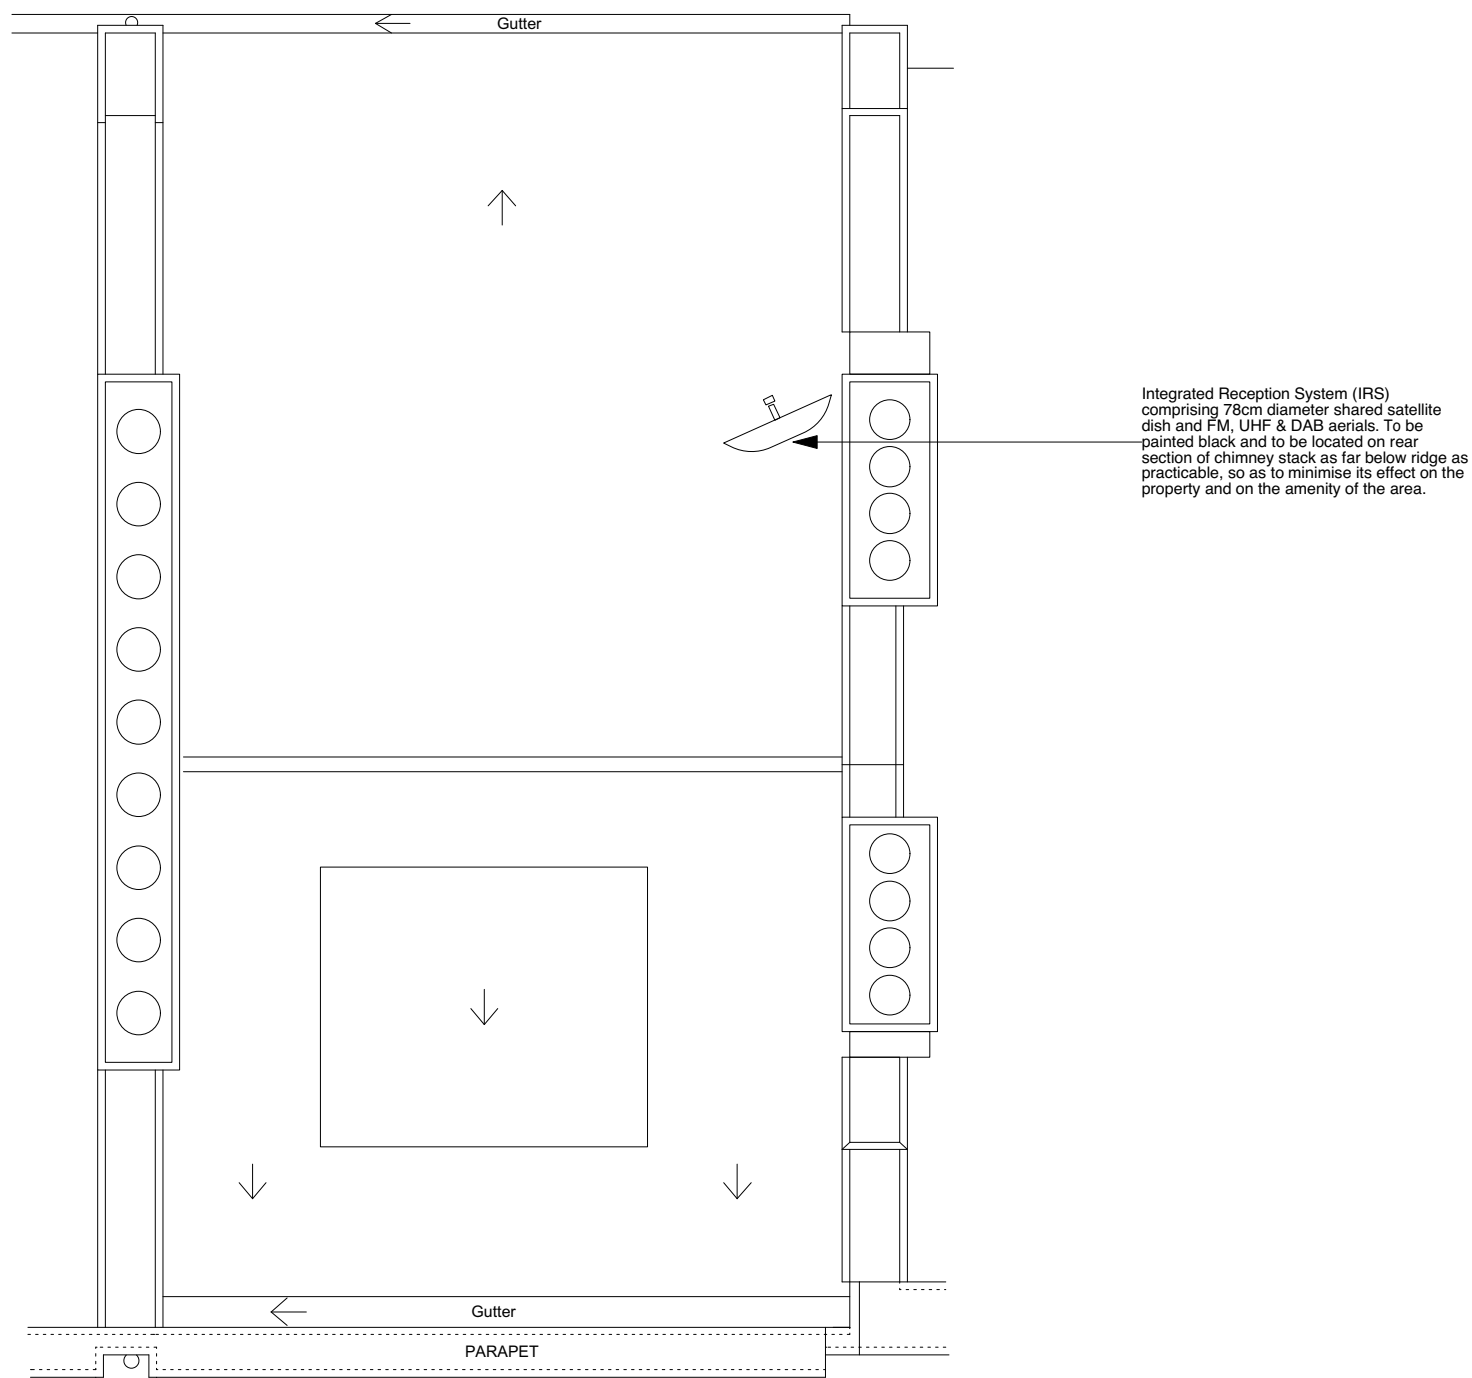 Gutter
Integrated Reception System (IRS)
comprising 78cm diameter shared satellite
dish and FM, UHF & DAB aerials. To be
painted black and to be located on rear
section of chimney stack as far below ridge as
practicable, so as to minimise its effect on the
property and on the amenity of the area.
Gutter
PARAPET